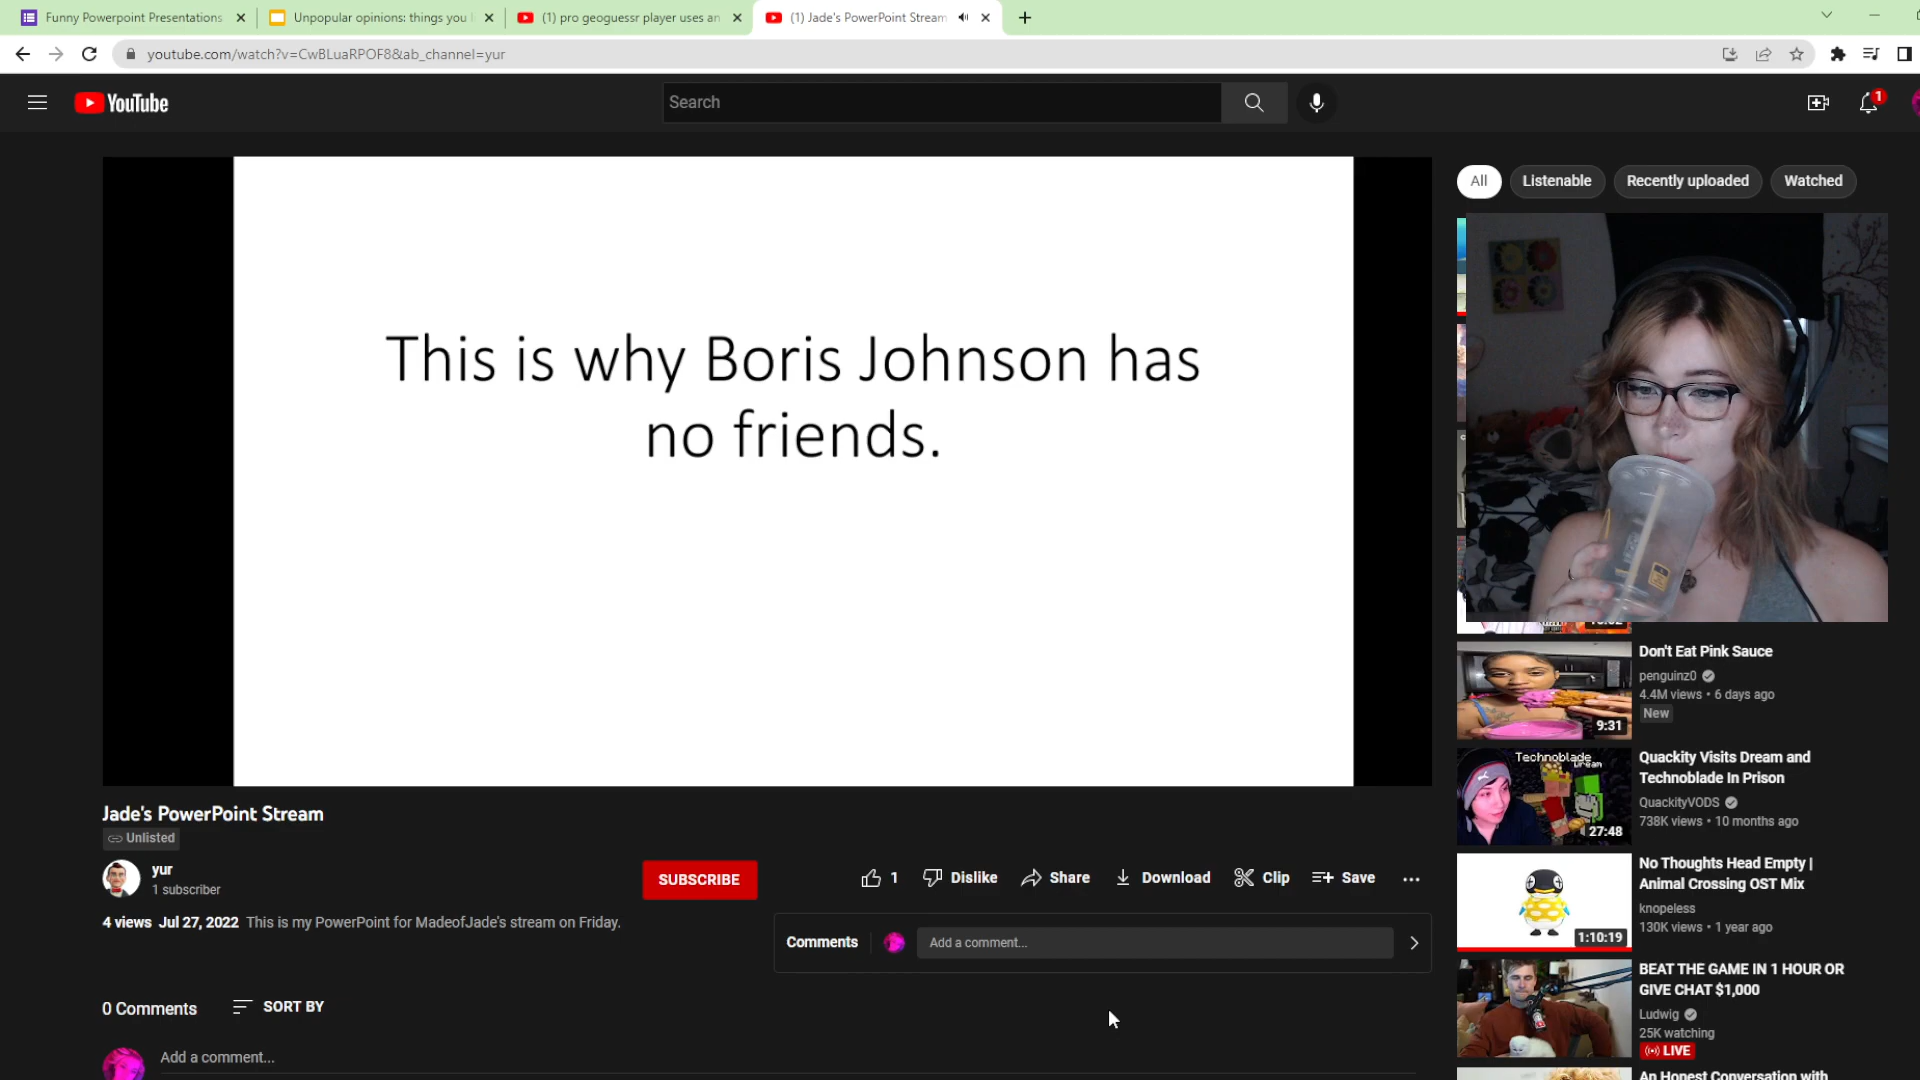 Funny Powerpoint Presentations
Unpopular opinions: things you
(1) pro geoguessr player uses an
(1) Jade's PowerPoint Stream
youtube.com/watch?v=CwBLuaRPOF8&ab_channel=yur
YouTube
Search
1
All
Listenable
Recently uploaded
Watched
This is why Boris Johnson has
no friends.
Jade's PowerPoint Stream
Unlisted
yur
1 subscriber
SUBSCRIBE
1
Dislike
Share
Download
Clip
Save
4 views Jul 27, 2022 This is my PowerPoint for MadeofJade's stream on Friday.
Comments
Add a comment...
0 Comments
SORT BY
Add a comment...
Don't Eat Pink Sauce
penguinz0
4.4M views • 6 days ago
New
9:31
Technoblade
Dream
Quackity Visits Dream and
Technoblade In Prison
QuackityVODS
738K views • 10 months ago
27:48
No Thoughts Head Empty |
Animal Crossing OST Mix
knopeless
130K views • 1 year ago
1:10:19
BEAT THE GAME IN 1 HOUR OR
GIVE CHAT $1,000
Ludwig
25K watching
LIVE
An Honest Conversation with